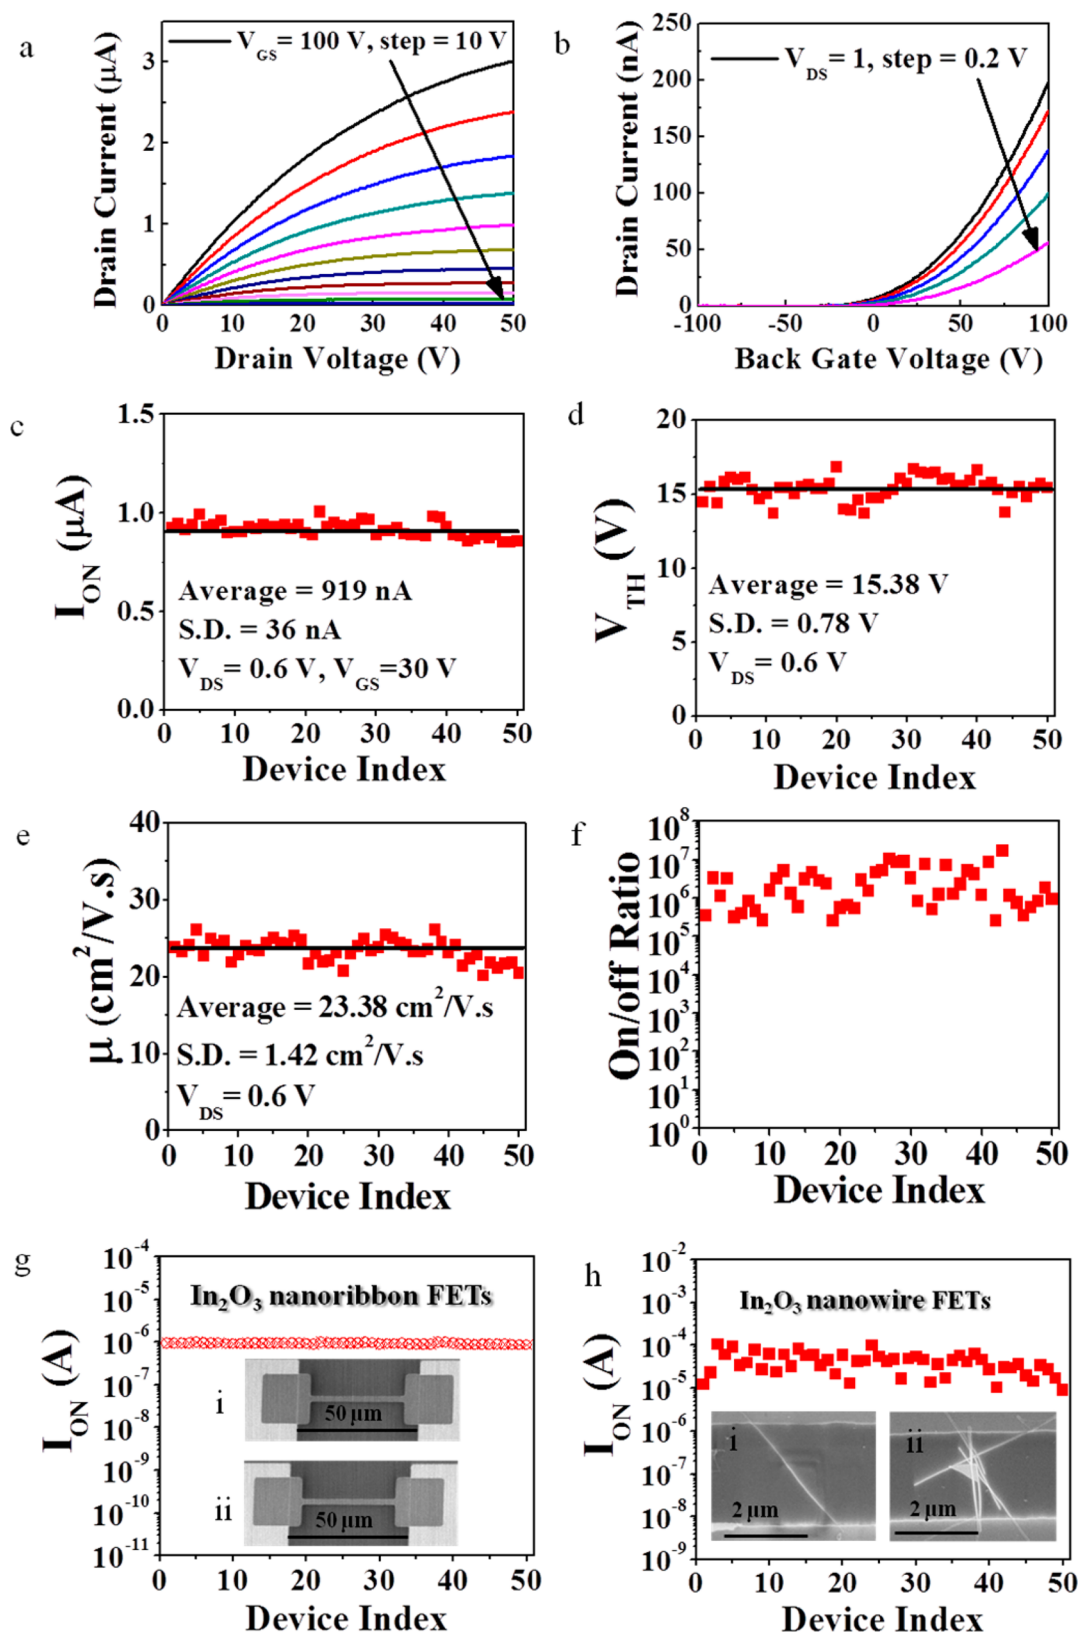 a
V_GS= 100 V, step = 10 V
Drain Current (μA)
3
2
1
0
0 10 20 30 40 50
Drain Voltage (V)
b
V_DS= 1, step = 0.2 V
Drain Current (nA)
250
200
150
100
50
0
-100 -50 0 50 100
Back Gate Voltage (V)
c
I_ON (μA)
1.5
1.0
0.5
0.0
Average = 919 nA
S.D. = 36 nA
V_DS= 0.6 V, V_GS=30 V
0 10 20 30 40 50
Device Index
d
V_TH (V)
20
15
10
5
0
Average = 15.38 V
S.D. = 0.78 V
V_DS= 0.6 V
0 10 20 30 40 50
Device Index
e
μ (cm²/V.s)
40
30
20
10
0
Average = 23.38 cm²/V.s
S.D. = 1.42 cm²/V.s
V_DS= 0.6 V
0 10 20 30 40 50
Device Index
f
On/off Ratio
10⁸
10⁷
10⁶
10⁵
10⁴
10³
10²
10¹
10⁰
0 10 20 30 40 50
Device Index
g
I_ON (A)
10⁻⁴
10⁻⁵
10⁻⁶
10⁻⁷
10⁻⁸
10⁻⁹
10⁻¹⁰
10⁻¹¹
In₂O₃ nanoribbon FETs
i
50 μm
ii
50 μm
0 10 20 30 40 50
Device Index
h
I_ON (A)
10⁻²
10⁻³
10⁻⁴
10⁻⁵
10⁻⁶
10⁻⁷
10⁻⁸
10⁻⁹
In₂O₃ nanowire FETs
i
2 μm
ii
2 μm
0 10 20 30 40 50
Device Index